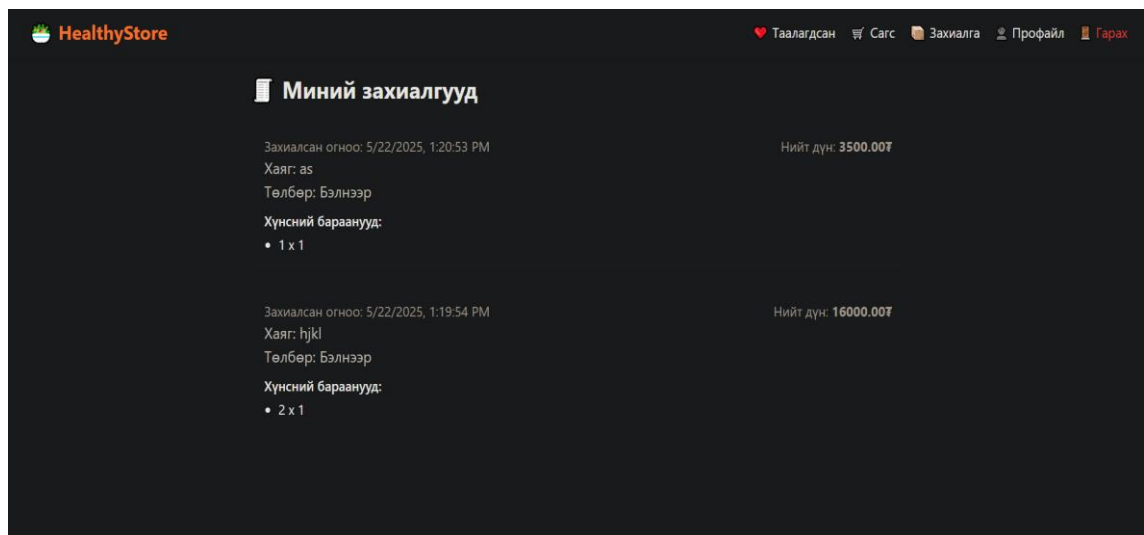 HealthyStore
Таалагдсан Сагс Захиалга Профайл Гарах
Миний захиалгууд
Захиалсан огноо: 5/22/2025, 1:20:53 PM Нийт дүн: 3500.00₮
Хаяг: as
Төлбөр: Бэлнээр
Хүнсний бараанууд:
• 1 x 1
Захиалсан огноо: 5/22/2025, 1:19:54 PM Нийт дүн: 16000.00₮
Хаяг: hjkl
Төлбөр: Бэлнээр
Хүнсний бараанууд:
• 2 x 1